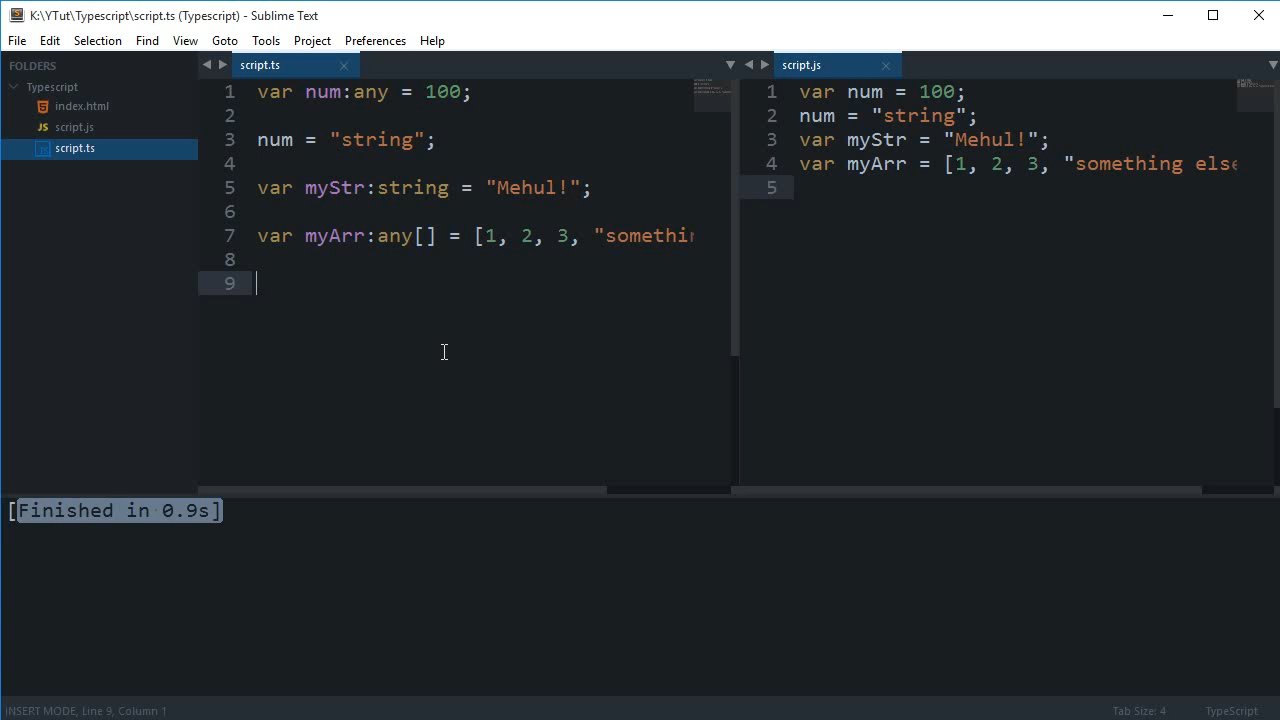 K:\YTut\Typescript\script.ts (Typescript) - Sublime Text
File Edit Selection Find View Goto Tools Project Preferences Help
FOLDERS
Typescript
index.html
JS script.js
script.ts
script.ts
1 var num:any = 100;
2
3 num = "string";
4
5 var myStr:string = "Mehul!";
6
7 var myArr:any[] = [1, 2, 3, "somethin
8
9
script.js
1 var num = 100;
2 num = "string";
3 var myStr = "Mehul!";
4 var myArr = [1, 2, 3, "something else
5
[Finished in 0.9s]
INSERT MODE, Line 9, Column 1
Tab Size: 4
TypeScript